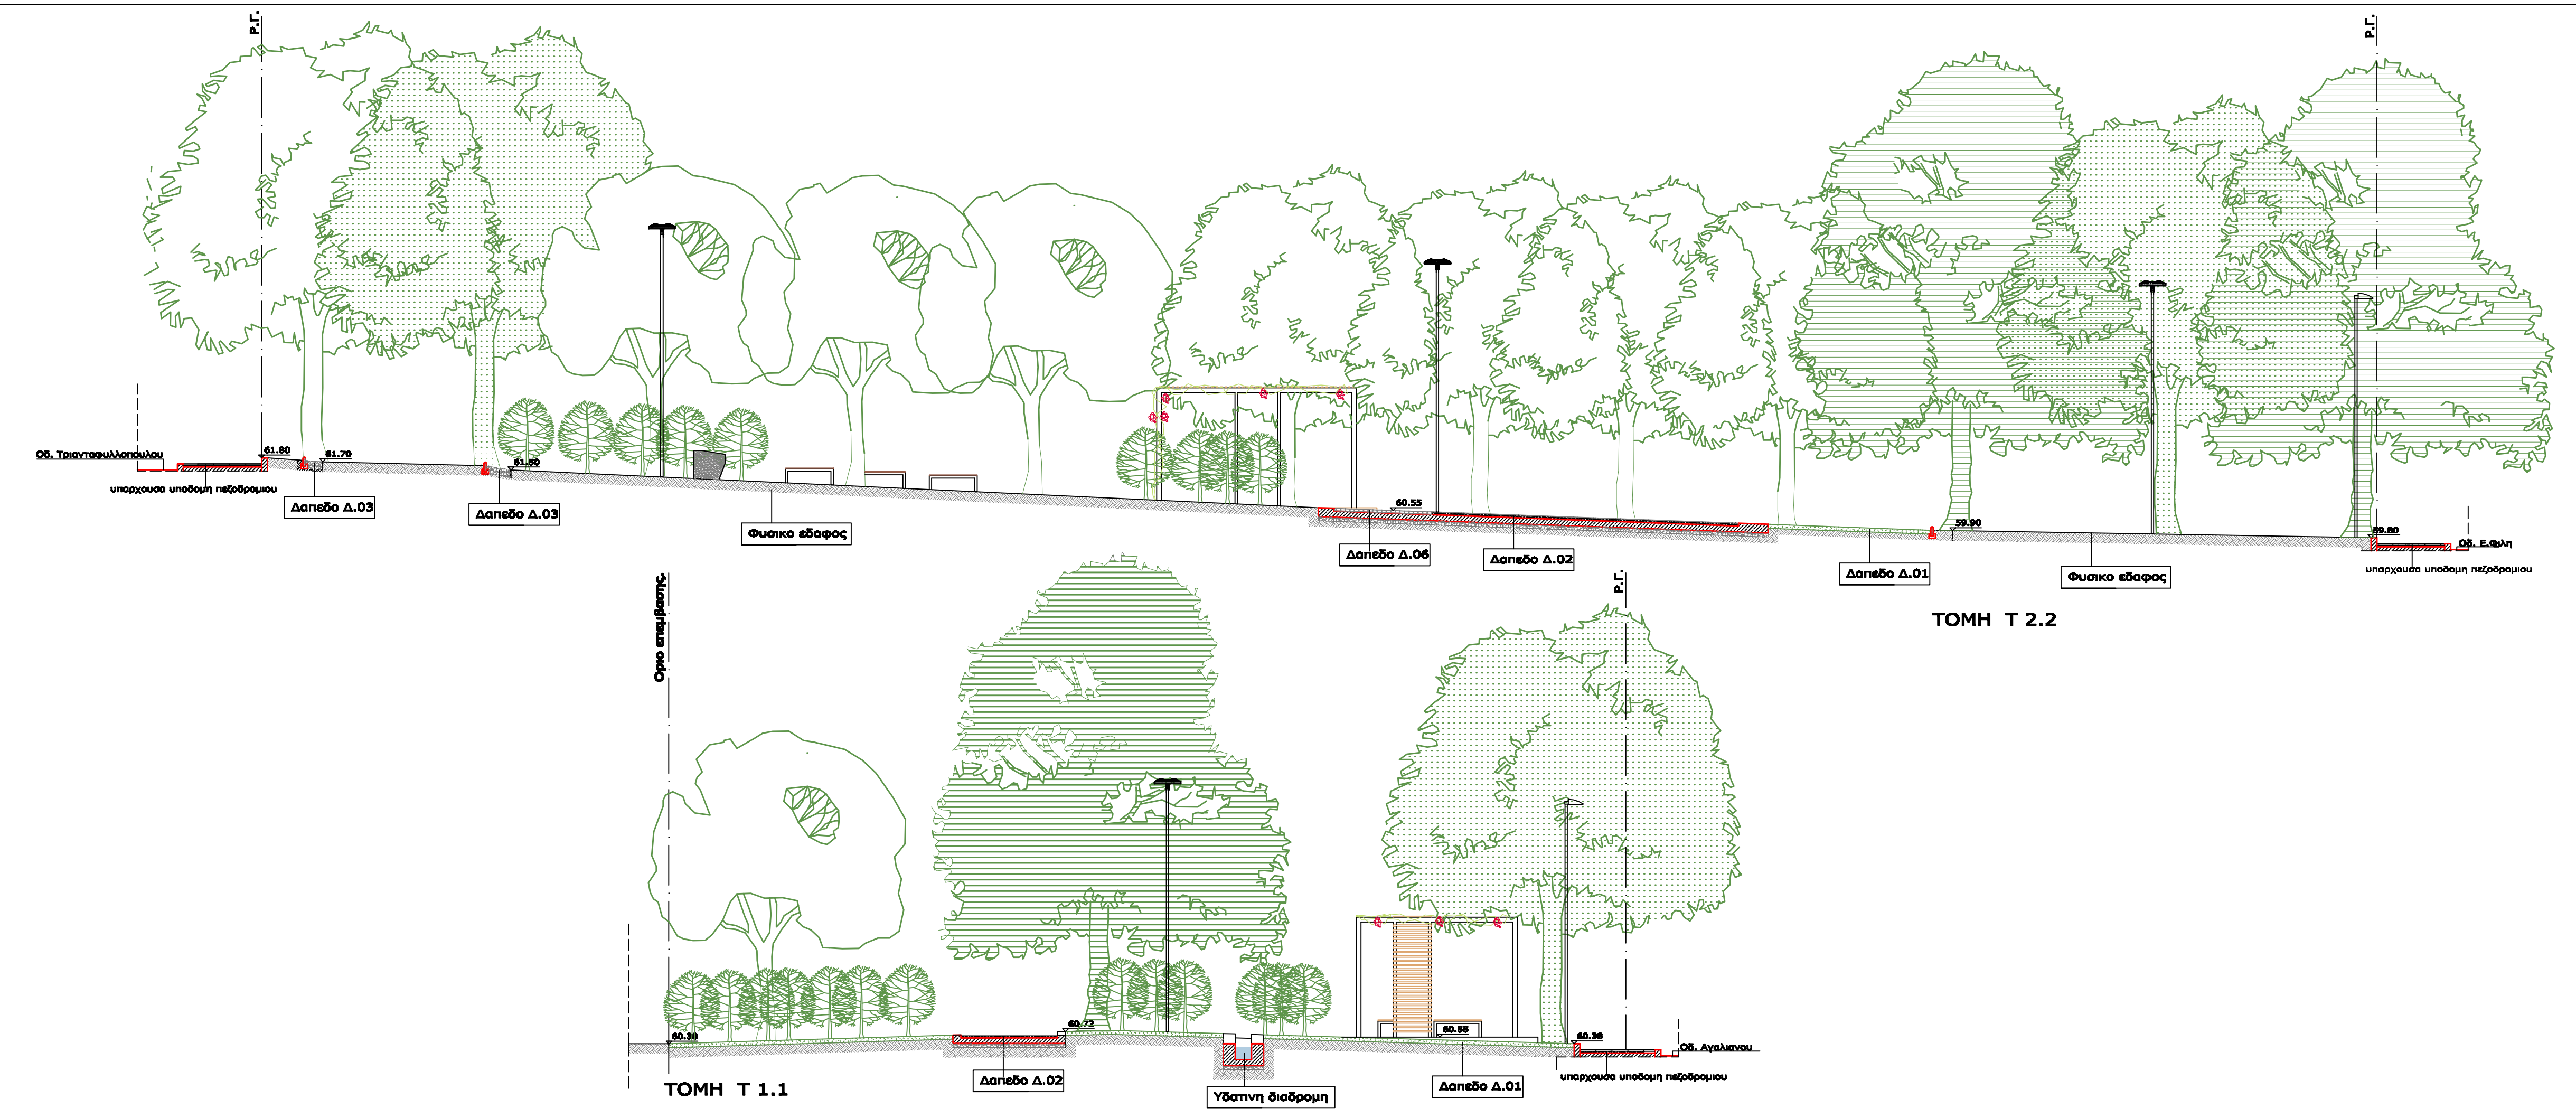 Ρ.Γ.
Ρ.Γ.
Οδ. Τριανταφυλλοπουλου
61.80
61.70
61.50
υπαρχουσα υποδομη πεζοδρομιου
Δαπεδο Δ.03
Δαπεδο Δ.03
Φυσικο εδαφος
60.55
Δαπεδο Δ.06
Δαπεδο Δ.02
59.90
Δαπεδο Δ.01
Φυσικο εδαφος
59.80
Οδ. Ε.Φιλη
υπαρχουσα υποδομη πεζοδρομιου
ΤΟΜΗ Τ 2.2
Οριο επεμβασης.
Ρ.Γ.
60.38
60.72
60.55
60.38
Οδ. Αγαλιανου
υπαρχουσα υποδομη πεζοδρομιου
Δαπεδο Δ.02
Υδατινη διαδρομη
Δαπεδο Δ.01
ΤΟΜΗ Τ 1.1